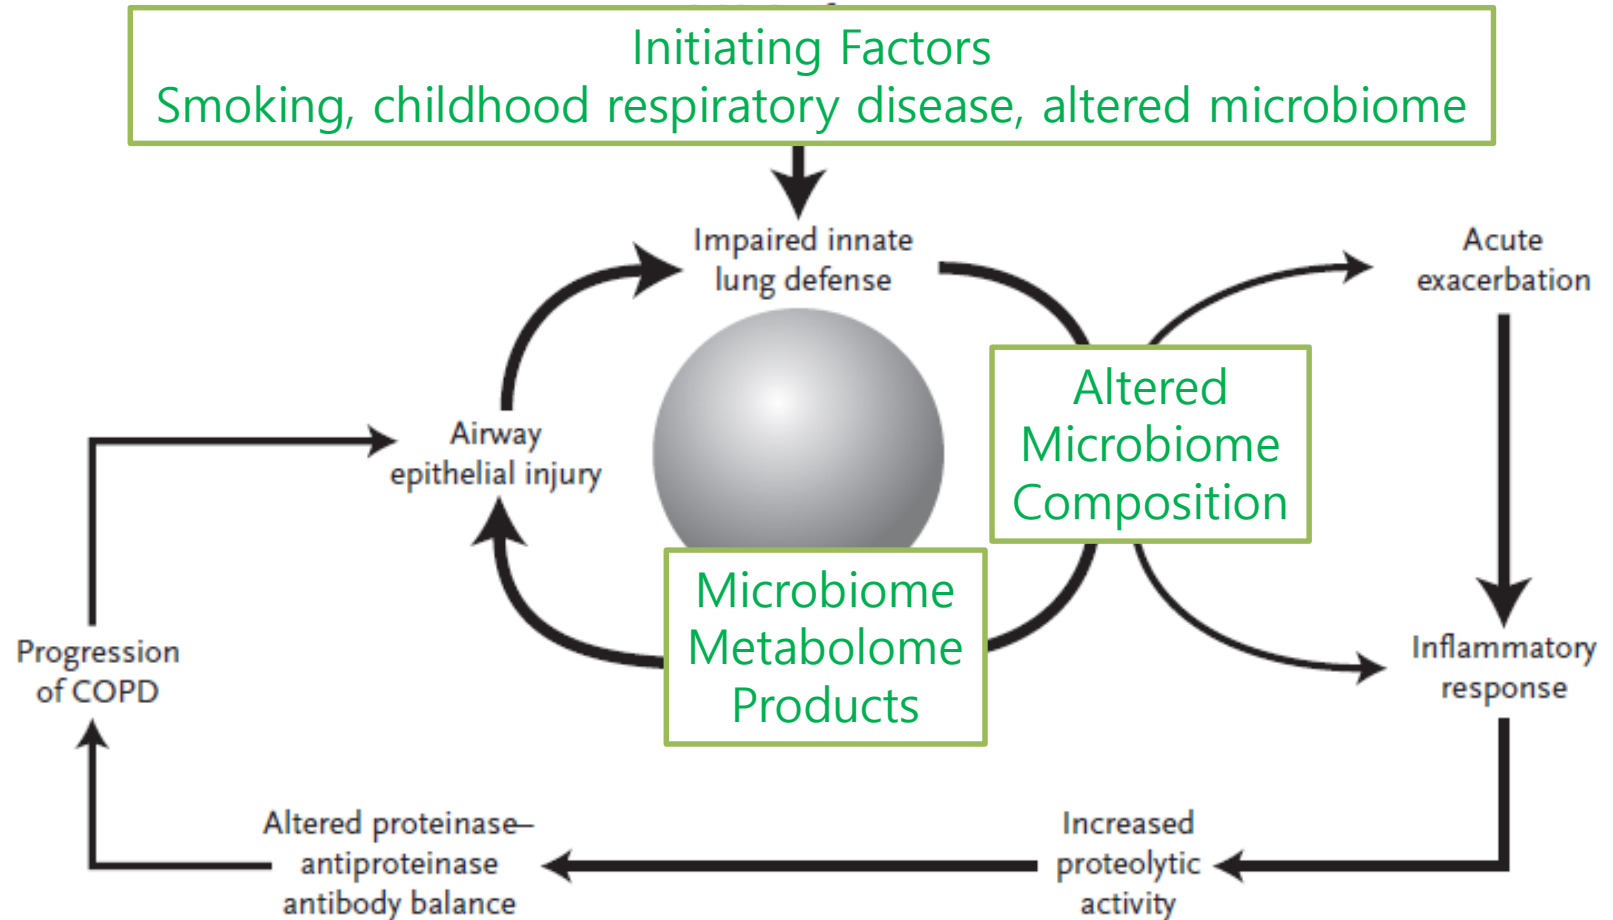 Initiating Factors
Smoking, childhood respiratory disease, altered microbiome
Impaired innate
lung defense
Acute
exacerbation
Altered
Microbiome
Composition
Airway
epithelial injury
Microbiome
Metabolome
Products
Progression
of COPD
Inflammatory
response
Altered proteinase–
antiproteinase
antibody balance
Increased
proteolytic
activity